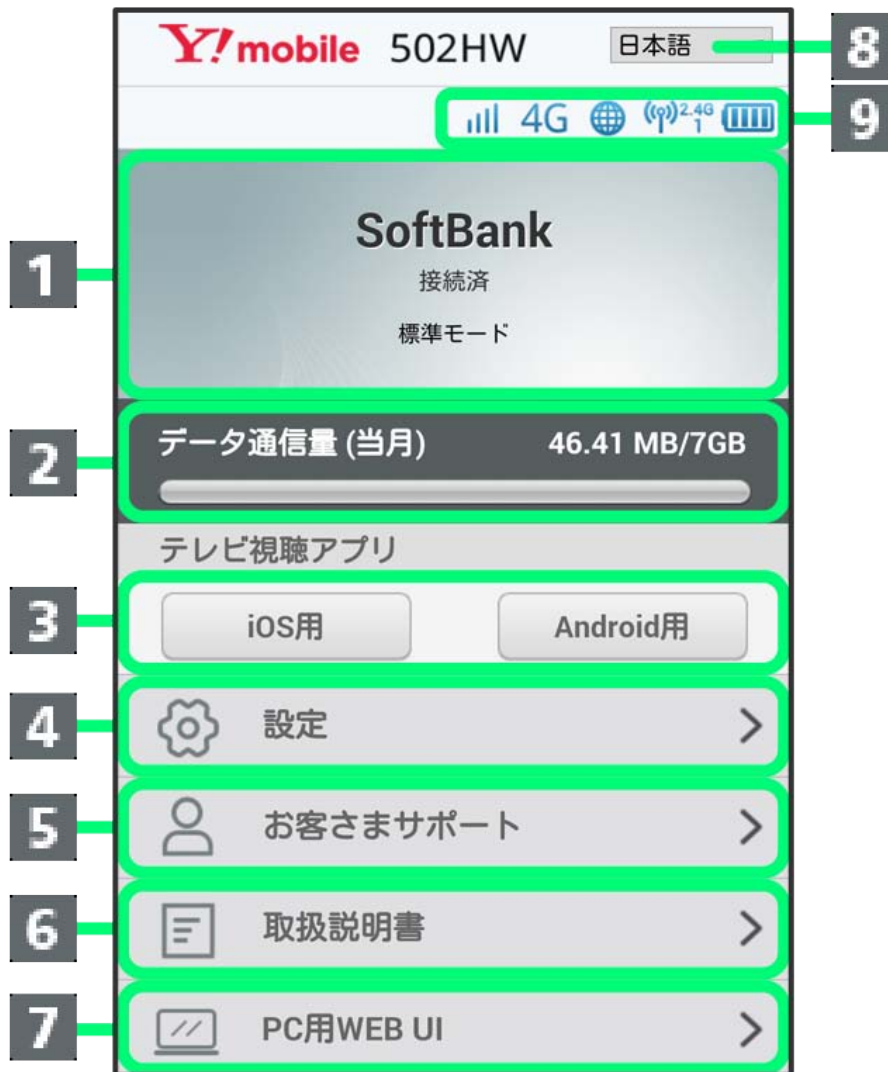 Y! mobile 502HW 日本語 8
4G 2.4G 1 9
SoftBank
1 接続済
標準モード
2 データ通信量 (当月) 46.41 MB/7GB
テレビ視聴アプリ
3 iOS用 Android用
4 設定
5 お客さまサポート
6 取扱説明書
7 PC用WEB UI